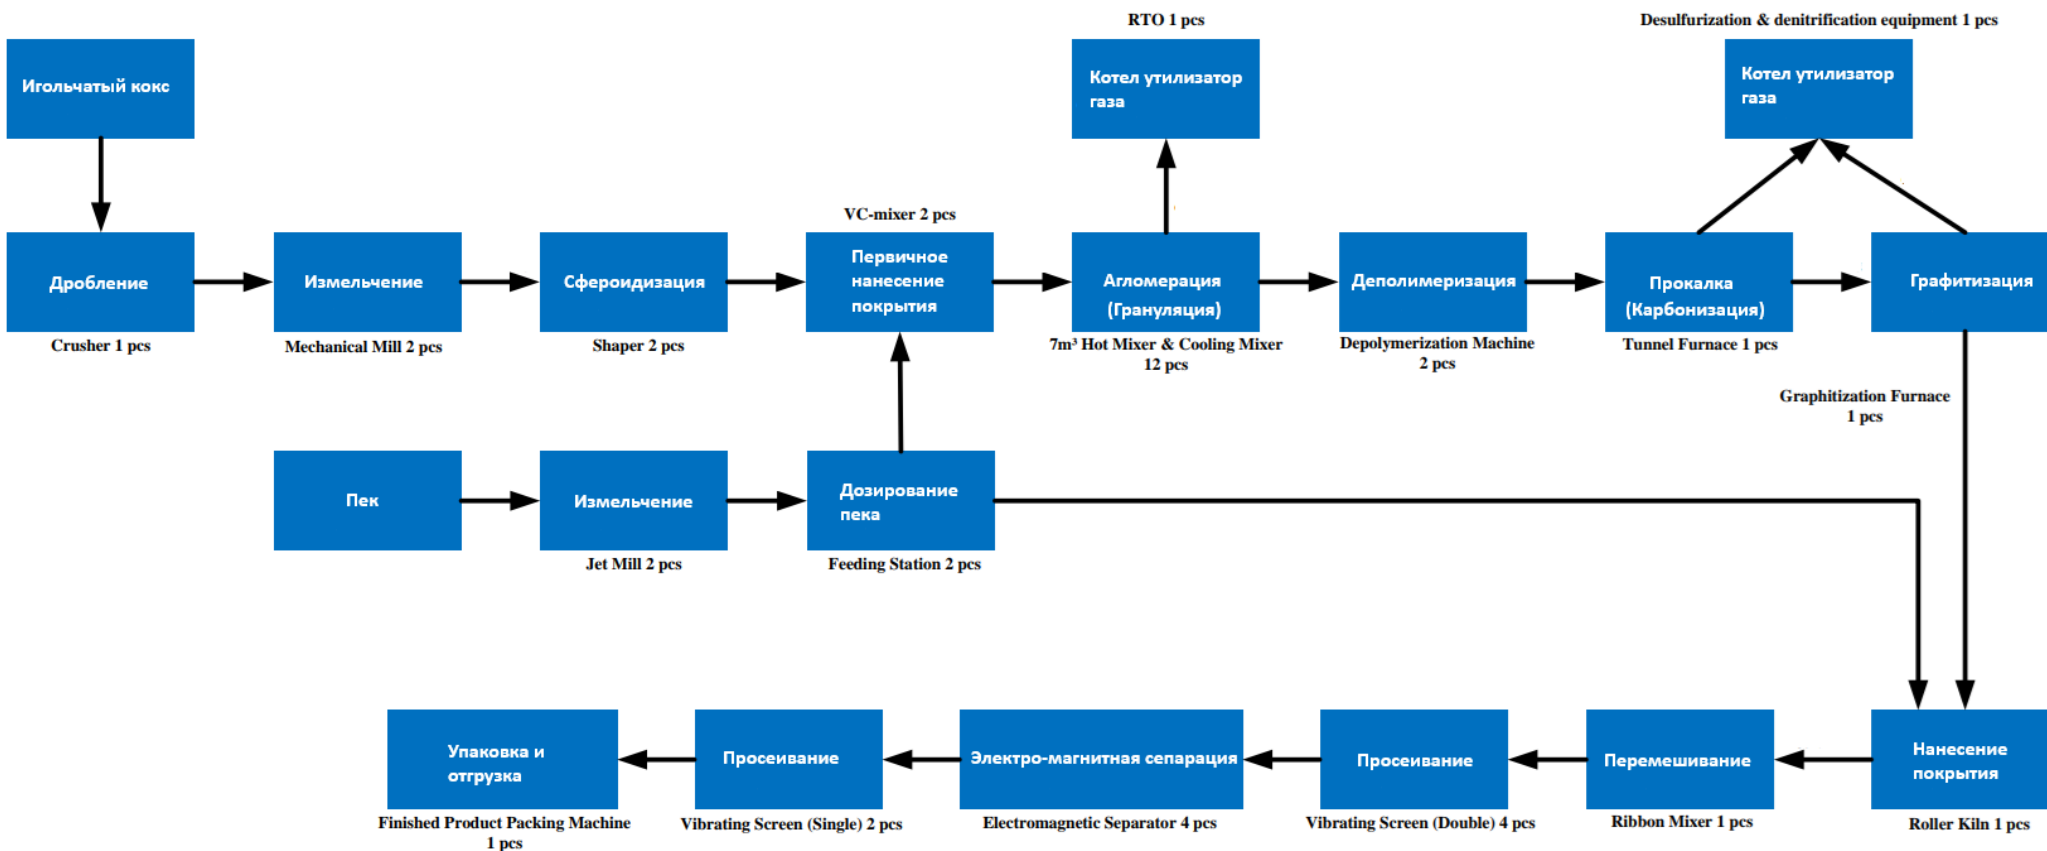 RTO 1 pcs
Desulfurization & denitrification equipment 1 pcs
Игольчатый кокс
Котел утилизатор
газа
Котел утилизатор
газа
VC-mixer 2 pcs
Дробление
Измельчение
Сфероидизация
Первичное
нанесение
покрытия
Агломерация
(Грануляция)
Деполимеризация
Прокалка
(Карбонизация)
Графитизация
Crusher 1 pcs
Mechanical Mill 2 pcs
Shaper 2 pcs
7m³ Hot Mixer & Cooling Mixer
12 pcs
Depolymerization Machine
2 pcs
Tunnel Furnace 1 pcs
Graphitization Furnace
1 pcs
Пек
Измельчение
Дозирование
пека
Jet Mill 2 pcs
Feeding Station 2 pcs
Упаковка и
отгрузка
Просеивание
Электро-магнитная сепарация
Просеивание
Перемешивание
Нанесение
покрытия
Finished Product Packing Machine
1 pcs
Vibrating Screen (Single) 2 pcs
Electromagnetic Separator 4 pcs
Vibrating Screen (Double) 4 pcs
Ribbon Mixer 1 pcs
Roller Kiln 1 pcs